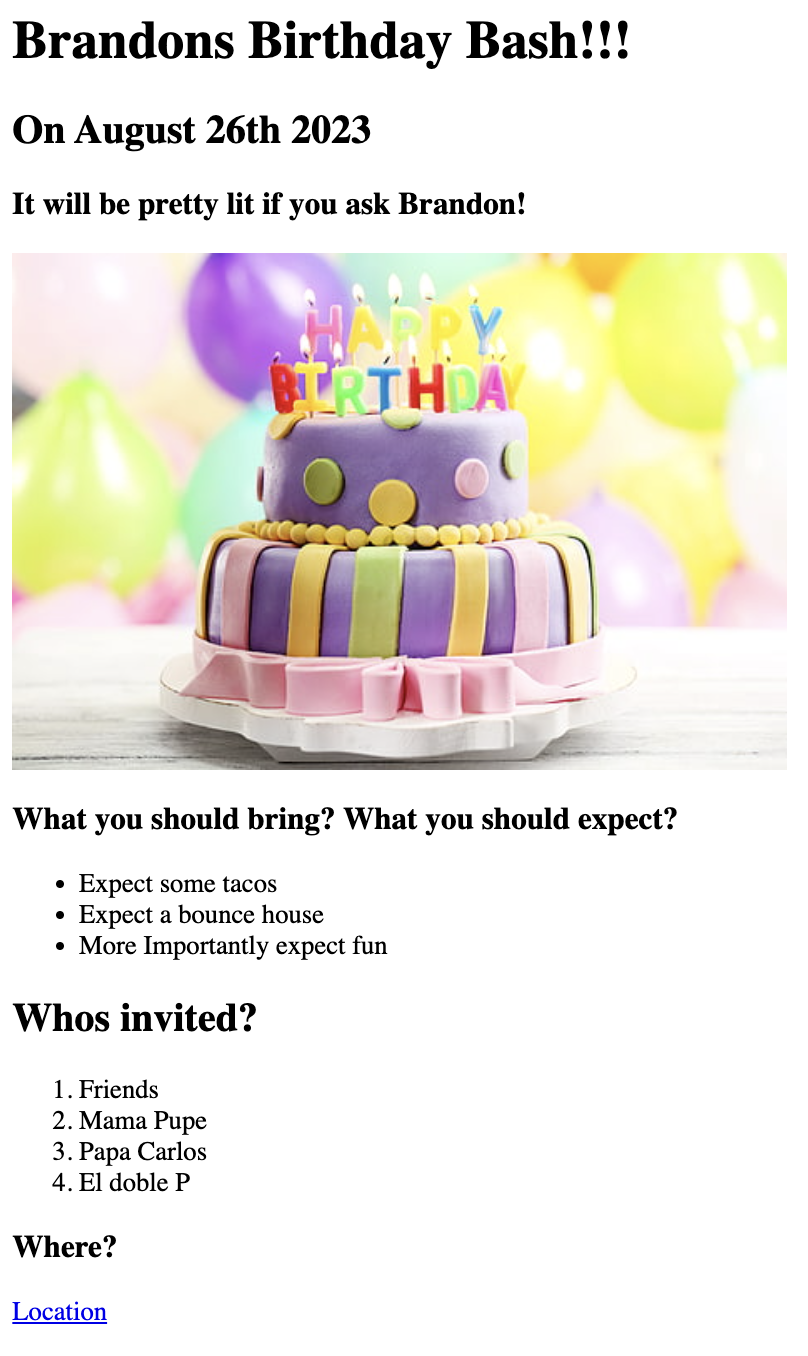 Brandons Birthday Bash!!!
On August 26th 2023
It will be pretty lit if you ask Brandon!
HAPPY
BIRTHDAY
What you should bring? What you should expect?
• Expect some tacos
• Expect a bounce house
• More Importantly expect fun
Whos invited?
1. Friends
2. Mama Pupe
3. Papa Carlos
4. El doble P
Where?
Location